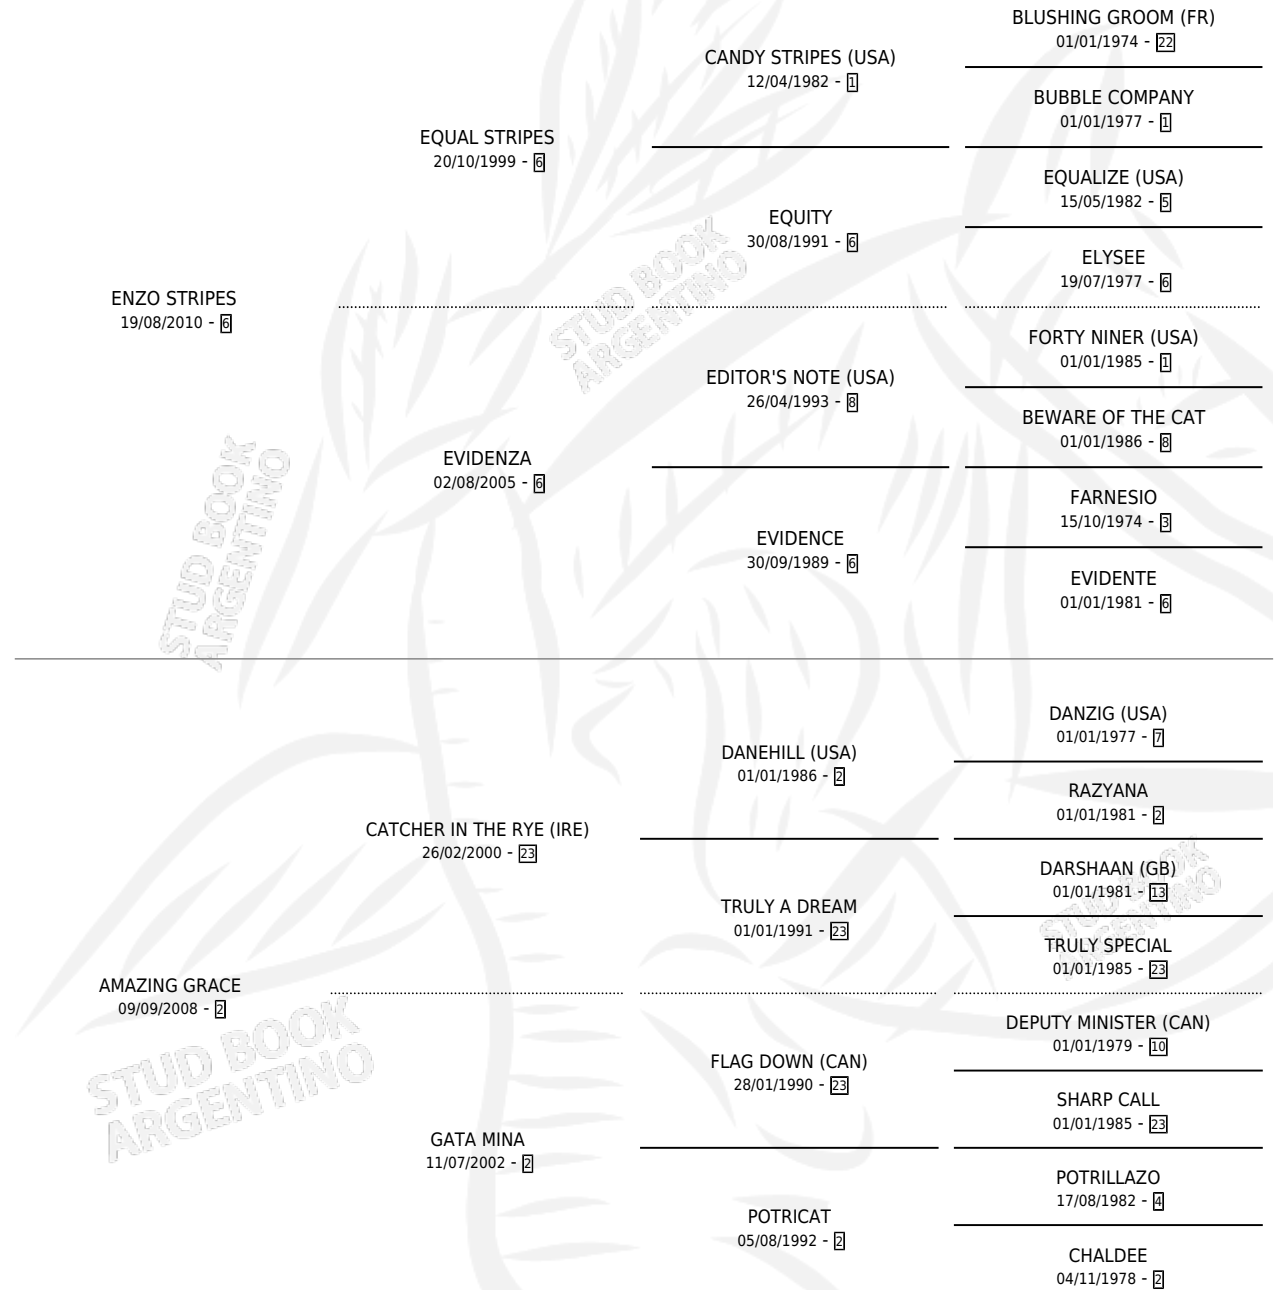 BLUSHING GROOM (FR)
01/01/1974 - 22
CANDY STRIPES (USA)
12/04/1982 - 1
BUBBLE COMPANY
01/01/1977 - 1
EQUAL STRIPES
20/10/1999 - 6
EQUALIZE (USA)
15/05/1982 - 5
EQUITY
30/08/1991 - 6
ELYSEE
19/07/1977 - 6
ENZO STRIPES
19/08/2010 - 6
FORTY NINER (USA)
01/01/1985 - 1
EDITOR'S NOTE (USA)
26/04/1993 - 8
BEWARE OF THE CAT
01/01/1986 - 8
EVIDENZA
02/08/2005 - 6
FARNESIO
15/10/1974 - 3
EVIDENCE
30/09/1989 - 6
EVIDENTE
01/01/1981 - 6
DANZIG (USA)
01/01/1977 - 7
DANEHILL (USA)
01/01/1986 - 2
RAZYANA
01/01/1981 - 2
CATCHER IN THE RYE (IRE)
26/02/2000 - 23
DARSHAAN (GB)
01/01/1981 - 13
TRULY A DREAM
01/01/1991 - 23
TRULY SPECIAL
01/01/1985 - 23
AMAZING GRACE
09/09/2008 - 2
DEPUTY MINISTER (CAN)
01/01/1979 - 10
FLAG DOWN (CAN)
28/01/1990 - 23
SHARP CALL
01/01/1985 - 23
GATA MINA
11/07/2002 - 2
POTRILLAZO
17/08/1982 - 4
POTRICAT
05/08/1992 - 2
CHALDEE
04/11/1978 - 2
STUD BOOK
ARGENTINO
STUD BOOK
ARGENTINO
STUD BOOK
ARGENTINO
STUD BOOK
ARGENTINO